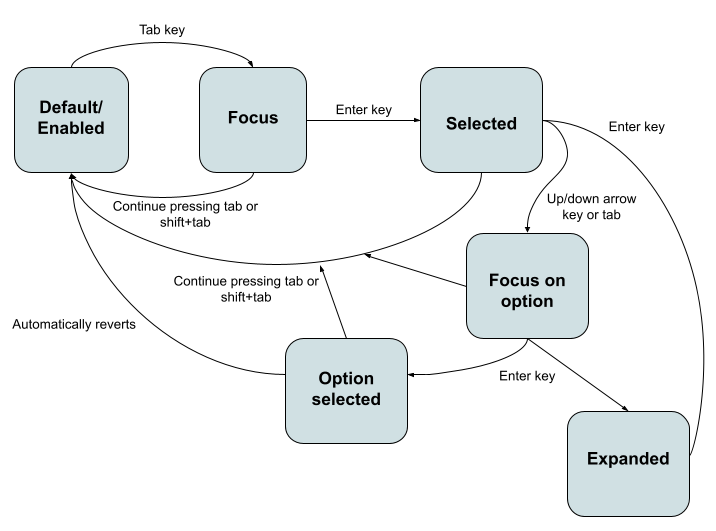 Tab key
Default/
Enabled
Focus
Enter key
Selected
Enter key
Continue pressing tab or
shift+tab
Up/down arrow
key or tab
Continue pressing tab or
shift+tab
Focus on
option
Automatically reverts
Option
selected
Enter key
Expanded